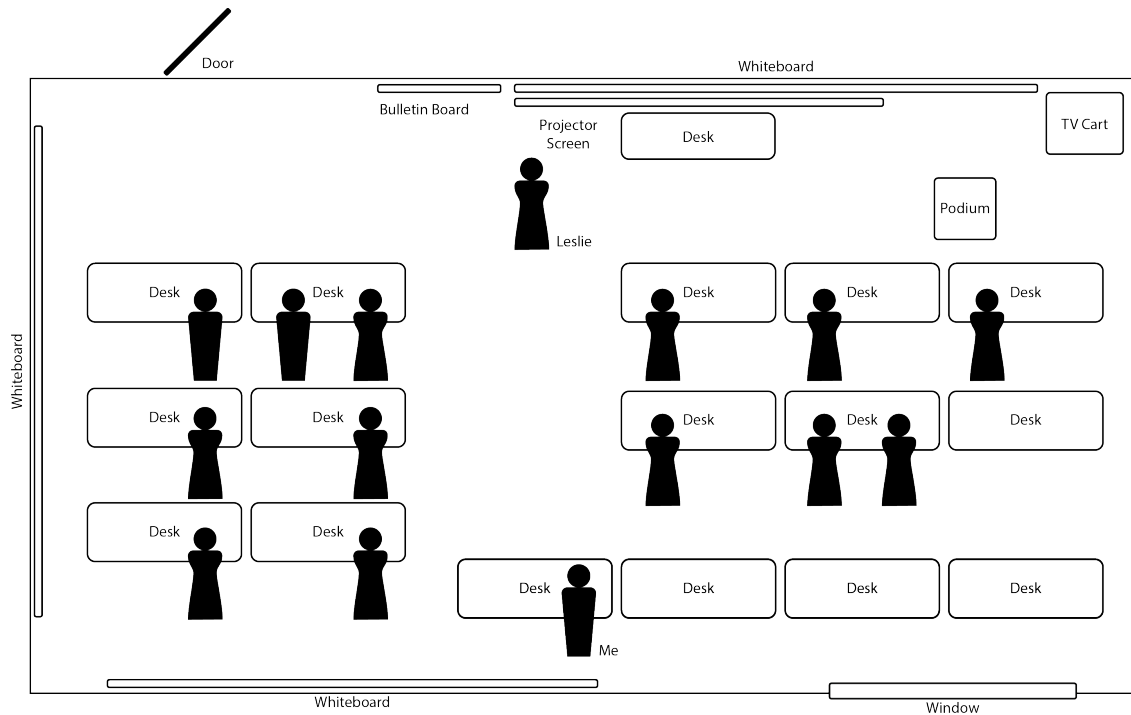 Door
Whiteboard
Bulletin Board
Projector
Screen
Desk
TV Cart
Podium
Leslie
Desk
Desk
Desk
Desk
Desk
Whiteboard
Desk
Desk
Desk
Desk
Desk
Desk
Desk
Desk
Desk
Desk
Desk
Me
Whiteboard
Window